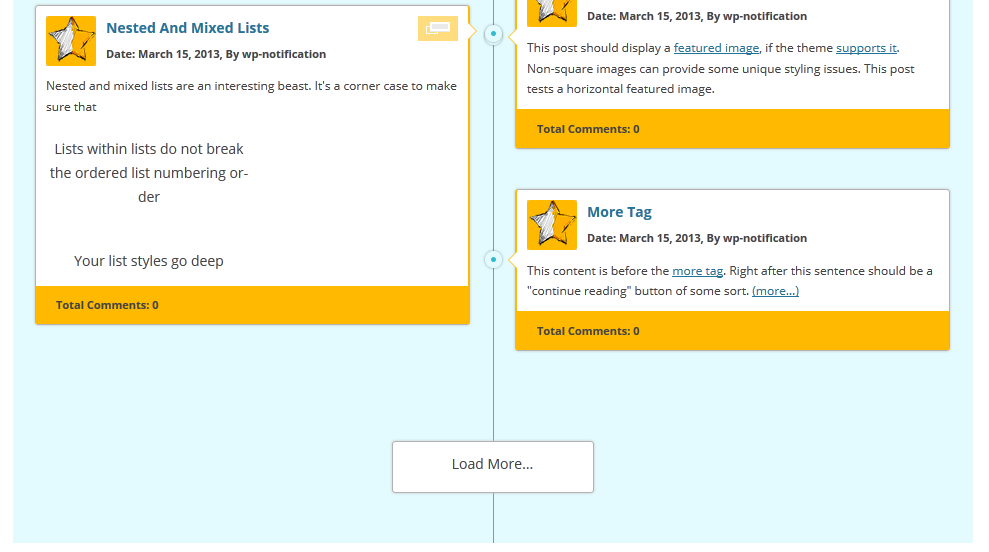 Nested And Mixed Lists
Date: March 15, 2013, By wp-notification
Nested and mixed lists are an interesting beast. It's a corner case to make
sure that
Lists within lists do not break
the ordered list numbering or-
der
Your list styles go deep
Total Comments: 0
Date: March 15, 2013, By wp-notification
This post should display a featured image, if the theme supports it.
Non-square images can provide some unique styling issues. This post
tests a horizontal featured image.
Total Comments: 0
More Tag
Date: March 15, 2013, By wp-notification
This content is before the more tag. Right after this sentence should be a
"continue reading" button of some sort. (more…)
Total Comments: 0
Load More...